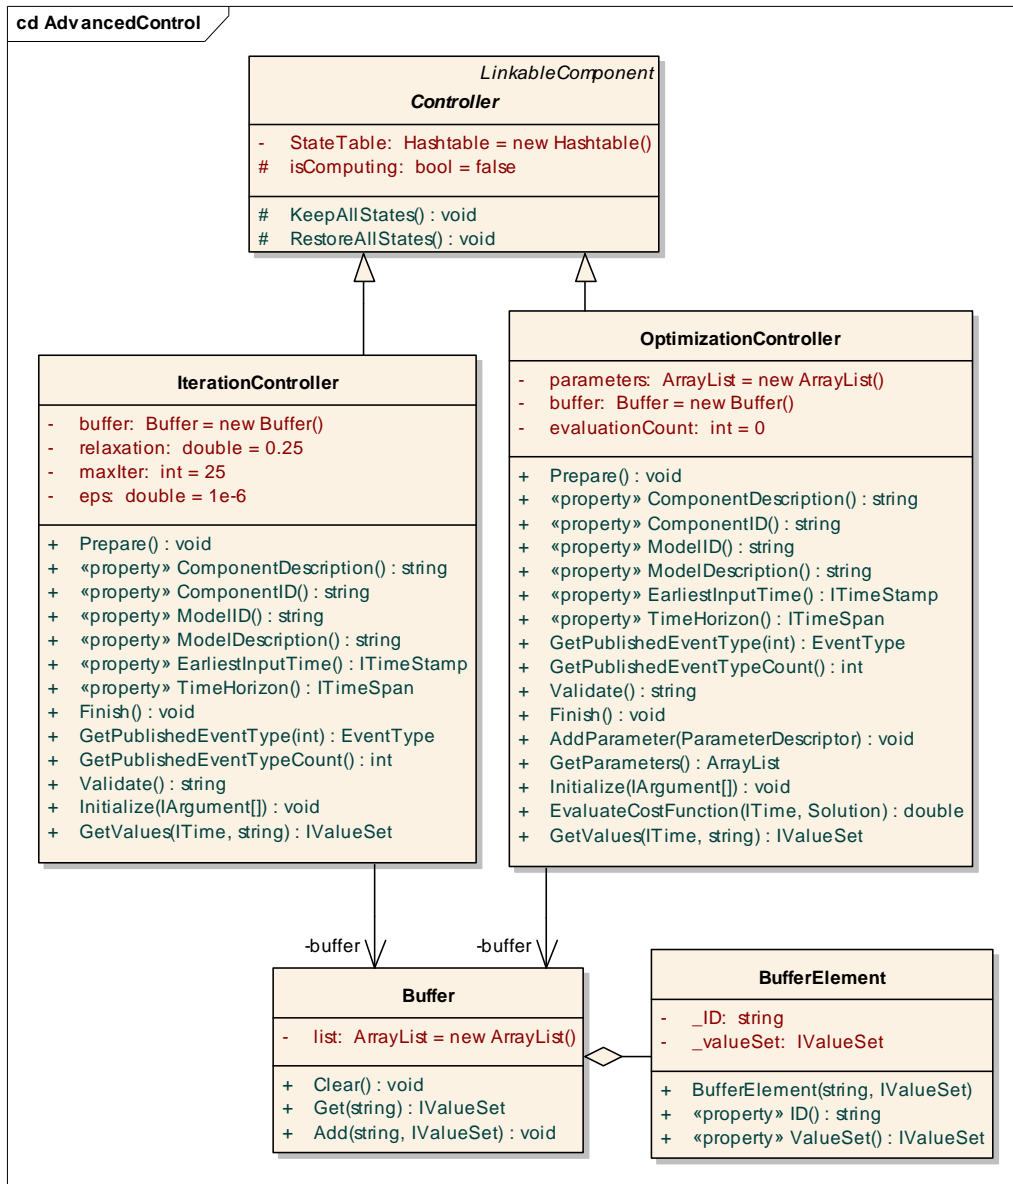 cd AdvancedControl
LinkableComponent
Controller
- StateTable: Hashtable = new Hashtable()
# isComputing: bool = false
# KeepAllStates() : void
# RestoreAllStates() : void
IterationController
- buffer: Buffer = new Buffer()
- relaxation: double = 0.25
- maxIter: int = 25
- eps: double = 1e-6
+ Prepare() : void
+ «property» ComponentDescription() : string
+ «property» ComponentID() : string
+ «property» ModelID() : string
+ «property» ModelDescription() : string
+ «property» EarliestInputTime() : ITimeStamp
+ «property» TimeHorizon() : ITimeSpan
+ Finish() : void
+ GetPublishedEventType(int) : EventType
+ GetPublishedEventTypeCount() : int
+ Validate() : string
+ Initialize(IArgument[]) : void
+ GetValues(ITime, string) : IValueSet
OptimizationController
- parameters: ArrayList = new ArrayList()
- buffer: Buffer = new Buffer()
- evaluationCount: int = 0
+ Prepare() : void
+ «property» ComponentDescription() : string
+ «property» ComponentID() : string
+ «property» ModelID() : string
+ «property» ModelDescription() : string
+ «property» EarliestInputTime() : ITimeStamp
+ «property» TimeHorizon() : ITimeSpan
+ GetPublishedEventType(int) : EventType
+ GetPublishedEventTypeCount() : int
+ Validate() : string
+ Finish() : void
+ AddParameter(ParameterDescriptor) : void
+ GetParameters() : ArrayList
+ Initialize(IArgument[]) : void
+ EvaluateCostFunction(ITime, Solution) : double
+ GetValues(ITime, string) : IValueSet
-buffer
-buffer
Buffer
- list: ArrayList = new ArrayList()
+ Clear() : void
+ Get(string) : IValueSet
+ Add(string, IValueSet) : void
BufferElement
- _ID: string
- _valueSet: IValueSet
+ BufferElement(string, IValueSet)
+ «property» ID() : string
+ «property» ValueSet() : IValueSet